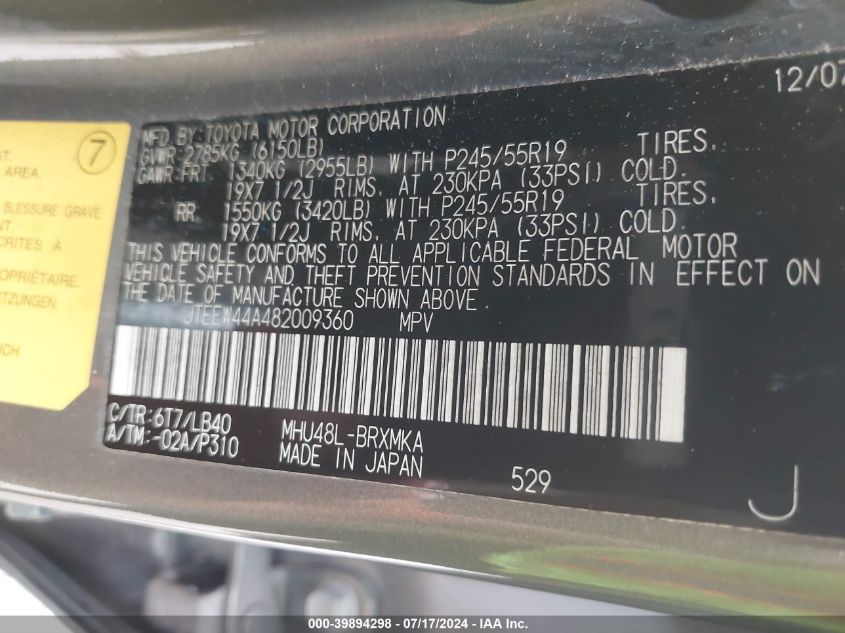 12/07
MFD. BY: TOYOTA MOTOR CORPORATION
GVWR: 2785KG (6150LB)
GAWR: FRT 1340KG (2955LB) WITH P245/55R19 TIRES,
19X7 1/2J RIMS, AT 230KPA (33PSI) COLD.
RR 1550KG (3420LB) WITH P245/55R19 TIRES,
19X7 1/2J RIMS, AT 230KPA (33PSI) COLD.
THIS VEHICLE CONFORMS TO ALL APPLICABLE FEDERAL MOTOR
VEHICLE SAFETY AND THEFT PREVENTION STANDARDS IN EFFECT ON
THE DATE OF MANUFACTURE SHOWN ABOVE.
JTEEW44A482009360 MPV
C/TR: 6T7/LB40 MHU48L-BRXMKA
A/TM: -02A/P310 MADE IN JAPAN
529
J
7
AREA.
BLESSURE GRAVE
CRITES À
PROPRIÉTAIRE
000-39894298 - 07/17/2024 - IAA Inc.